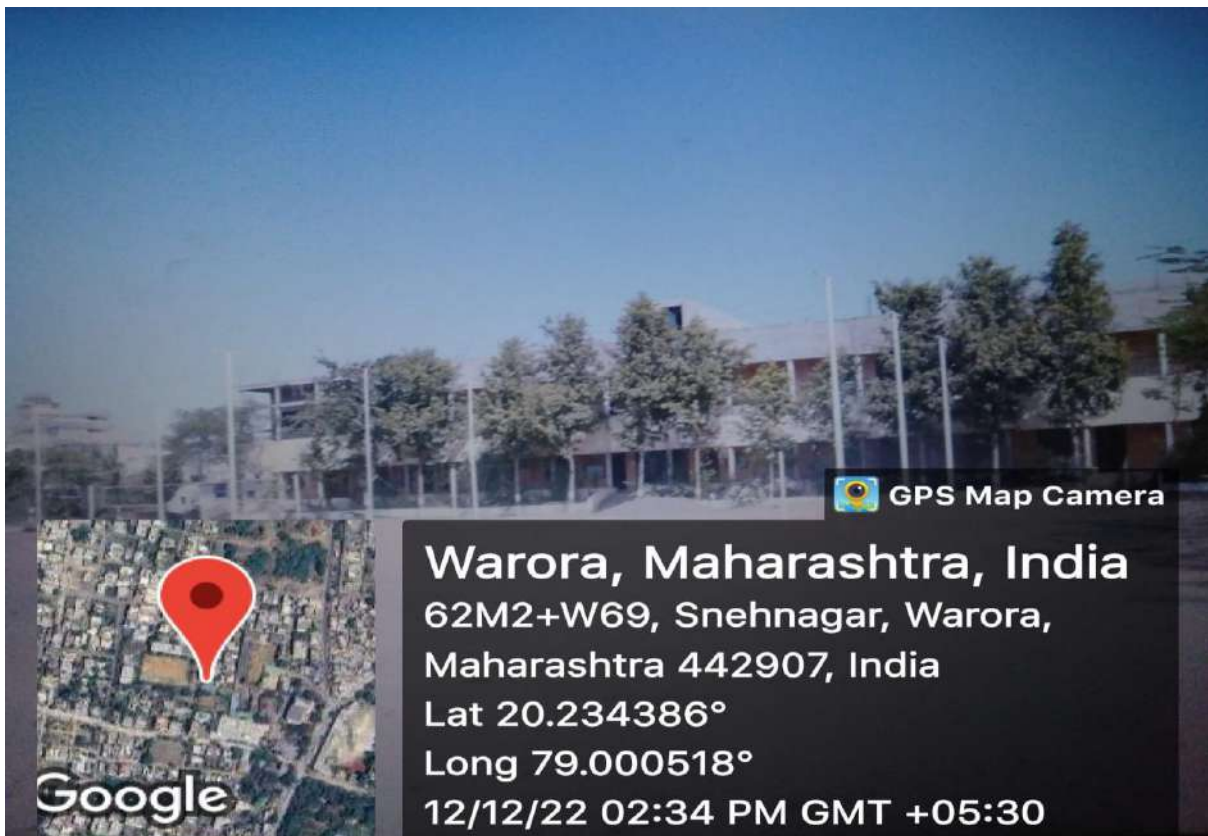 GPS Map Camera
Warora, Maharashtra, India
62M2+W69, Snehnagar, Warora,
Maharashtra 442907, India
Lat 20.234386°
Long 79.000518°
12/12/22 02:34 PM GMT +05:30
Google